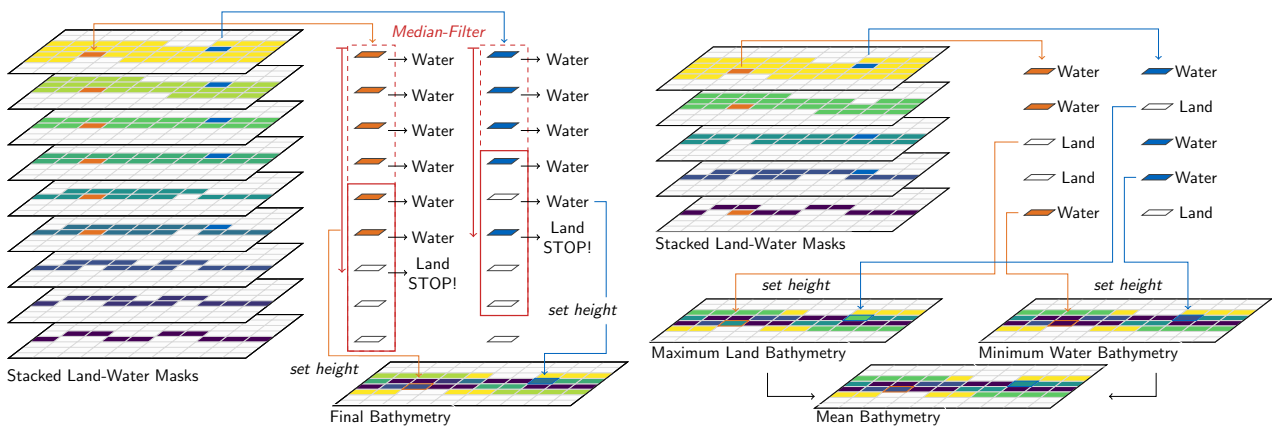 Median-Filter
Water
Water
Water
Water
Water
Water
Land
STOP!
Water
Water
Water
Water
Water
Land
STOP!
set height
set height
Stacked Land-Water Masks
Final Bathymetry
Water
Water
Land
Land
Water
Water
Land
Water
Water
Land
Stacked Land-Water Masks
set height
set height
Maximum Land Bathymetry
Minimum Water Bathymetry
Mean Bathymetry